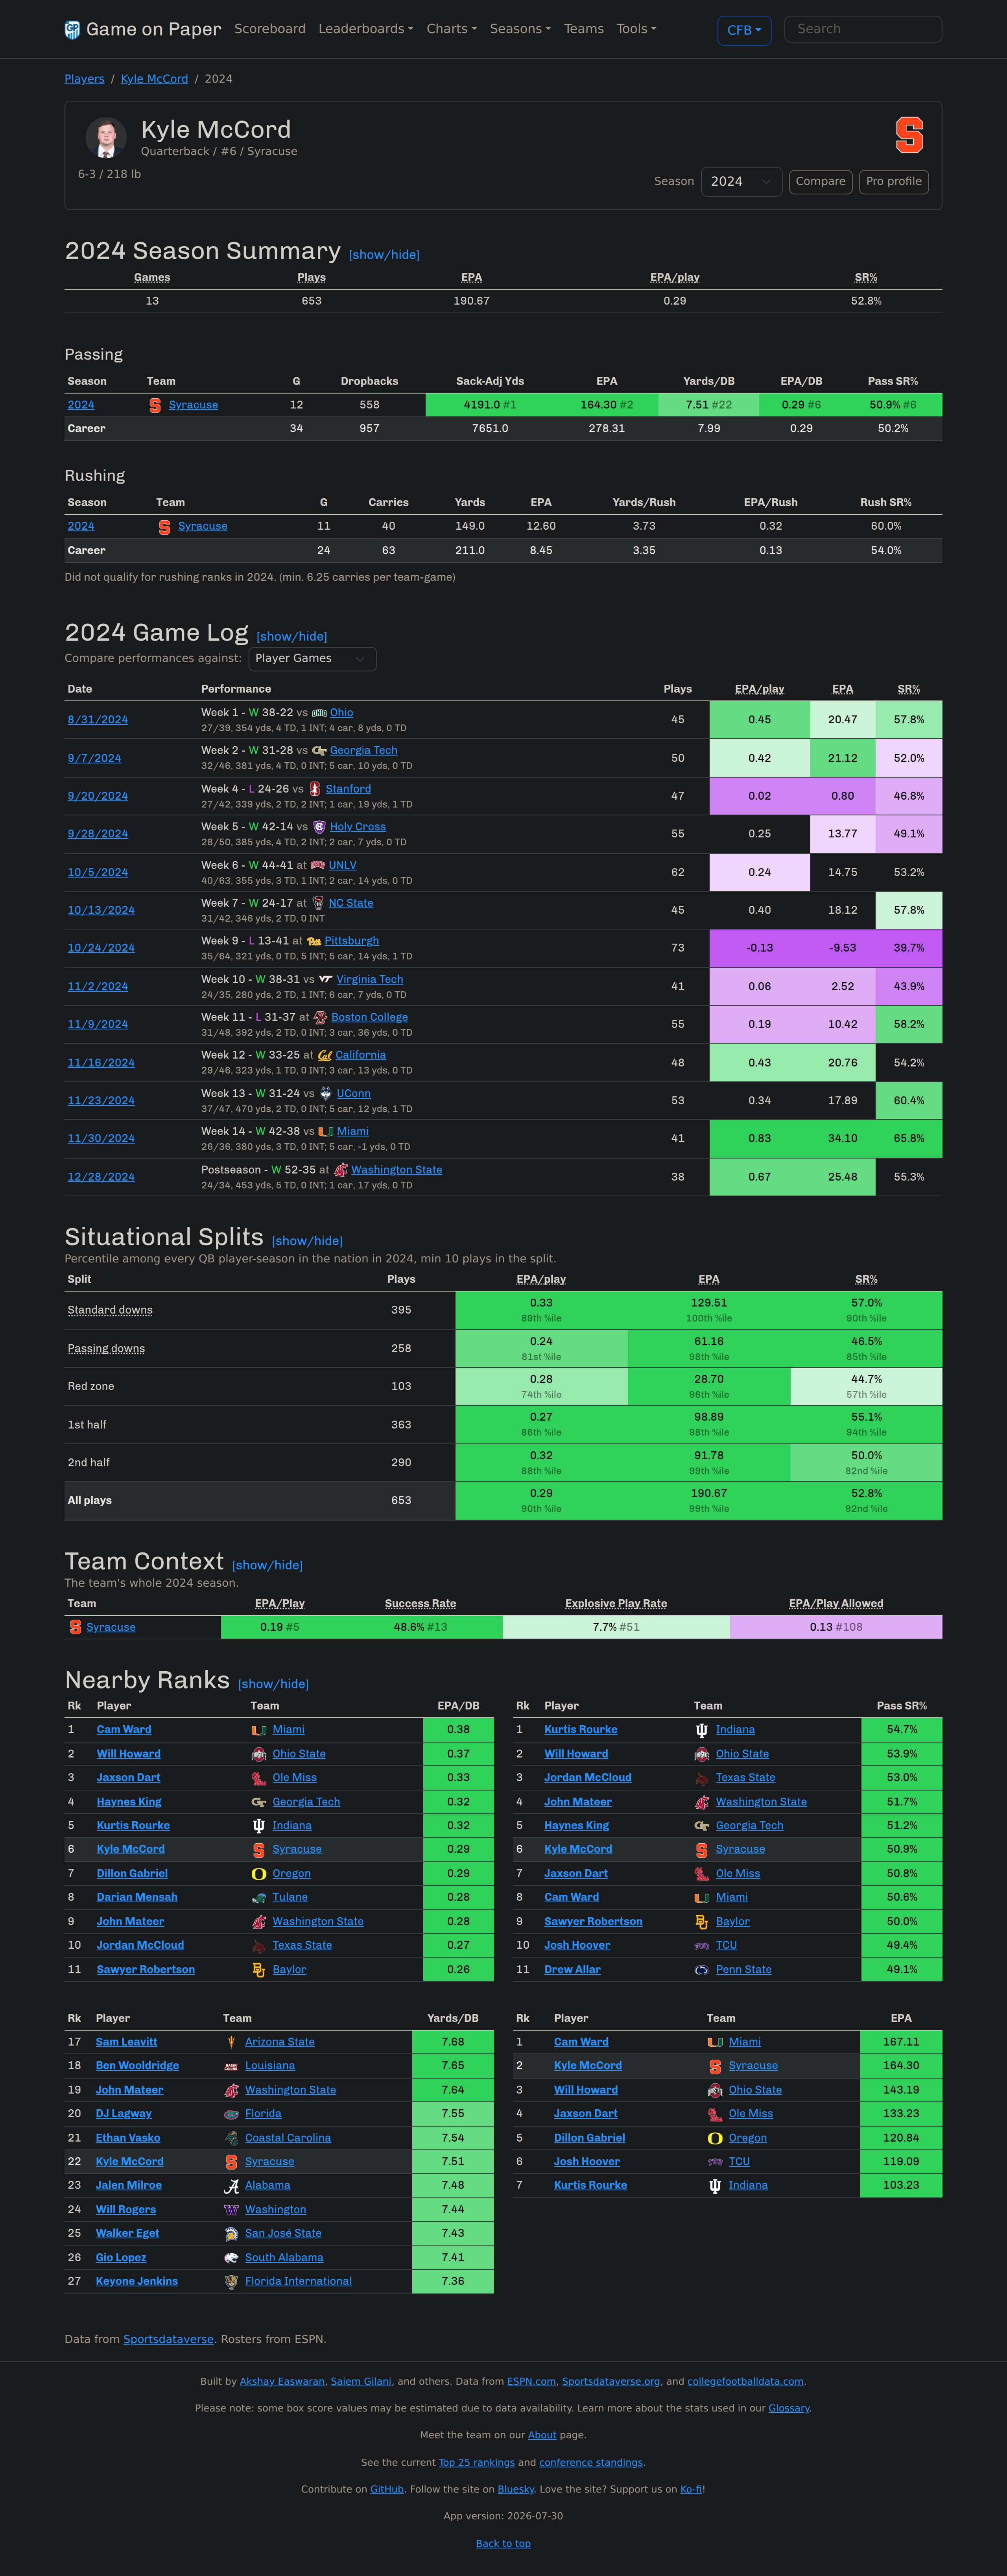 Game on Paper Scoreboard Leaderboards Charts Seasons Teams Tools CFB Search
Players / Kyle McCord / 2024
Kyle McCord
Quarterback / #6 / Syracuse
6-3 / 218 lb
Season 2024 Compare Pro profile
2024 Season Summary [show/hide]
Games Plays EPA EPA/play SR%
13 653 190.67 0.29 52.8%
Passing
Season Team G Dropbacks Sack-Adj Yds EPA Yards/DB EPA/DB Pass SR%
2024 Syracuse 12 558 4191.0 #1 164.30 #2 7.51 #22 0.29 #6 50.9% #6
Career 34 957 7651.0 278.31 7.99 0.29 50.2%
Rushing
Season Team G Carries Yards EPA Yards/Rush EPA/Rush Rush SR%
2024 Syracuse 11 40 149.0 12.60 3.73 0.32 60.0%
Career 24 63 211.0 8.45 3.35 0.13 54.0%
Did not qualify for rushing ranks in 2024. (min. 6.25 carries per team-game)
2024 Game Log [show/hide]
Compare performances against: Player Games
Date Performance Plays EPA/play EPA SR%
8/31/2024 Week 1 - W 38-22 vs Ohio 45 0.45 20.47 57.8%
27/39, 354 yds, 4 TD, 1 INT; 4 car, 8 yds, 0 TD
9/7/2024 Week 2 - W 31-28 vs Georgia Tech 50 0.42 21.12 52.0%
32/46, 381 yds, 4 TD, 0 INT; 5 car, 10 yds, 0 TD
9/20/2024 Week 4 - L 24-26 vs Stanford 47 0.02 0.80 46.8%
27/42, 339 yds, 2 TD, 2 INT; 1 car, 19 yds, 1 TD
9/28/2024 Week 5 - W 42-14 vs Holy Cross 55 0.25 13.77 49.1%
28/50, 385 yds, 4 TD, 2 INT; 2 car, 7 yds, 0 TD
10/5/2024 Week 6 - W 44-41 at UNLV 62 0.24 14.75 53.2%
40/63, 355 yds, 3 TD, 1 INT; 2 car, 14 yds, 0 TD
10/13/2024 Week 7 - W 24-17 at NC State 45 0.40 18.12 57.8%
31/42, 346 yds, 2 TD, 0 INT
10/24/2024 Week 9 - L 13-41 at Pittsburgh 73 -0.13 -9.53 39.7%
35/64, 321 yds, 0 TD, 5 INT; 5 car, 14 yds, 1 TD
11/2/2024 Week 10 - W 38-31 vs Virginia Tech 41 0.06 2.52 43.9%
24/35, 280 yds, 2 TD, 1 INT; 6 car, 7 yds, 0 TD
11/9/2024 Week 11 - L 31-37 at Boston College 55 0.19 10.42 58.2%
31/48, 392 yds, 2 TD, 0 INT; 3 car, 36 yds, 0 TD
11/16/2024 Week 12 - W 33-25 at California 48 0.43 20.76 54.2%
29/46, 323 yds, 1 TD, 0 INT; 3 car, 13 yds, 0 TD
11/23/2024 Week 13 - W 31-24 vs UConn 53 0.34 17.89 60.4%
37/47, 470 yds, 2 TD, 0 INT; 5 car, 12 yds, 1 TD
11/30/2024 Week 14 - W 42-38 vs Miami 41 0.83 34.10 65.8%
26/36, 380 yds, 3 TD, 0 INT; 5 car, -1 yds, 0 TD
12/28/2024 Postseason - W 52-35 at Washington State 38 0.67 25.48 55.3%
24/34, 453 yds, 5 TD, 0 INT; 1 car, 17 yds, 0 TD
Situational Splits [show/hide]
Percentile among every QB player-season in the nation in 2024, min 10 plays in the split.
Split Plays EPA/play EPA SR%
Standard downs 395 0.33 129.51 57.0%
89th %ile 100th %ile 90th %ile
Passing downs 258 0.24 61.16 46.5%
81st %ile 98th %ile 85th %ile
Red zone 103 0.28 28.70 44.7%
74th %ile 96th %ile 57th %ile
1st half 363 0.27 98.89 55.1%
86th %ile 98th %ile 94th %ile
2nd half 290 0.32 91.78 50.0%
88th %ile 99th %ile 82nd %ile
All plays 653 0.29 190.67 52.8%
90th %ile 99th %ile 92nd %ile
Team Context [show/hide]
The team's whole 2024 season.
Team EPA/Play Success Rate Explosive Play Rate EPA/Play Allowed
Syracuse 0.19 #5 48.6% #13 7.7% #51 0.13 #108
Nearby Ranks [show/hide]
Rk Player Team EPA/DB
1 Cam Ward Miami 0.38
2 Will Howard Ohio State 0.37
3 Jaxson Dart Ole Miss 0.33
4 Haynes King Georgia Tech 0.32
5 Kurtis Rourke Indiana 0.32
6 Kyle McCord Syracuse 0.29
7 Dillon Gabriel Oregon 0.29
8 Darian Mensah Tulane 0.28
9 John Mateer Washington State 0.28
10 Jordan McCloud Texas State 0.27
11 Sawyer Robertson Baylor 0.26
Rk Player Team Pass SR%
1 Kurtis Rourke Indiana 54.7%
2 Will Howard Ohio State 53.9%
3 Jordan McCloud Texas State 53.0%
4 John Mateer Washington State 51.7%
5 Haynes King Georgia Tech 51.2%
6 Kyle McCord Syracuse 50.9%
7 Jaxson Dart Ole Miss 50.8%
8 Cam Ward Miami 50.6%
9 Sawyer Robertson Baylor 50.0%
10 Josh Hoover TCU 49.4%
11 Drew Allar Penn State 49.1%
Rk Player Team Yards/DB
17 Sam Leavitt Arizona State 7.68
18 Ben Wooldridge Louisiana 7.65
19 John Mateer Washington State 7.64
20 DJ Lagway Florida 7.55
21 Ethan Vasko Coastal Carolina 7.54
22 Kyle McCord Syracuse 7.51
23 Jalen Milroe Alabama 7.48
24 Will Rogers Washington 7.44
25 Walker Eget San José State 7.43
26 Gio Lopez South Alabama 7.41
27 Keyone Jenkins Florida International 7.36
Rk Player Team EPA
1 Cam Ward Miami 167.11
2 Kyle McCord Syracuse 164.30
3 Will Howard Ohio State 143.19
4 Jaxson Dart Ole Miss 133.23
5 Dillon Gabriel Oregon 120.84
6 Josh Hoover TCU 119.09
7 Kurtis Rourke Indiana 103.23
Data from Sportsdataverse. Rosters from ESPN.
Built by Akshay Easwaran, Saiem Gilani, and others. Data from ESPN.com, Sportsdataverse.org, and collegefootballdata.com.
Please note: some box score values may be estimated due to data availability. Learn more about the stats used in our Glossary.
Meet the team on our About page.
See the current Top 25 rankings and conference standings.
Contribute on GitHub. Follow the site on Bluesky. Love the site? Support us on Ko-fi!
App version: 2026-07-30
Back to top